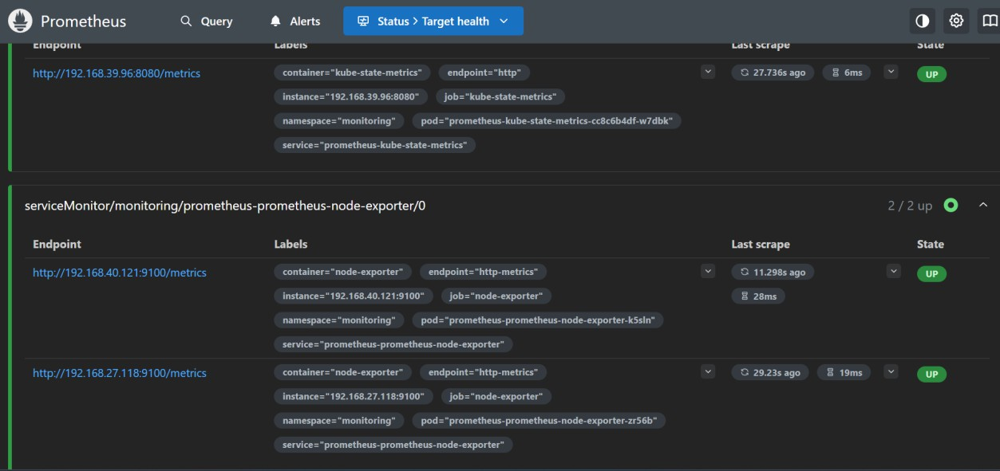 Prometheus Query Alerts Status > Target health
Endpoint Labels Last scrape State
http://192.168.39.96:8080/metrics container="kube-state-metrics" endpoint="http" 27.736s ago 6ms UP
instance="192.168.39.96:8080" job="kube-state-metrics"
namespace="monitoring" pod="prometheus-kube-state-metrics-cc8c6b4df-w7dbk"
service="prometheus-kube-state-metrics"
serviceMonitor/monitoring/prometheus-prometheus-node-exporter/0 2 / 2 up
Endpoint Labels Last scrape State
http://192.168.40.121:9100/metrics container="node-exporter" endpoint="http-metrics" 11.298s ago UP
instance="192.168.40.121:9100" job="node-exporter" 28ms
namespace="monitoring" pod="prometheus-prometheus-node-exporter-k5sln"
service="prometheus-prometheus-node-exporter"
http://192.168.27.118:9100/metrics container="node-exporter" endpoint="http-metrics" 29.23s ago 19ms UP
instance="192.168.27.118:9100" job="node-exporter"
namespace="monitoring" pod="prometheus-prometheus-node-exporter-zr56b"
service="prometheus-prometheus-node-exporter"